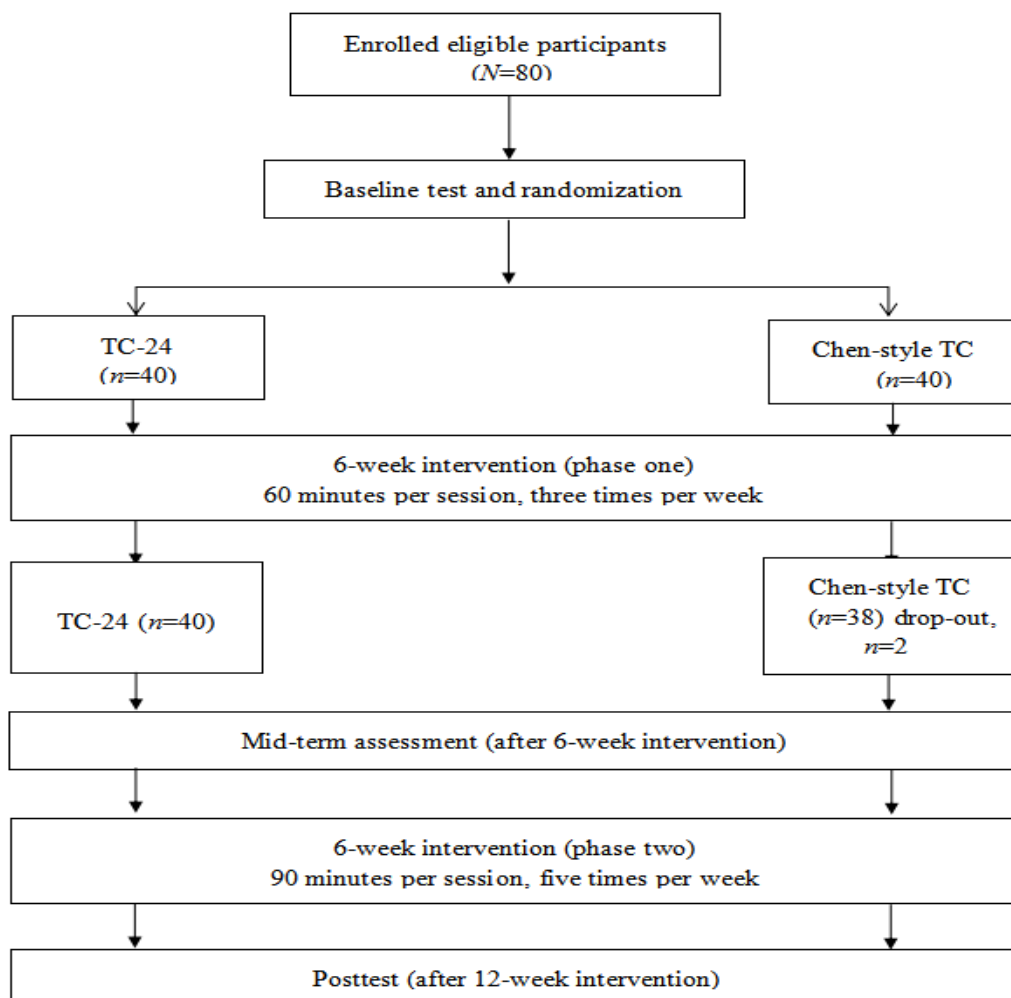 Enrolled eligible participants
(N=80)
Baseline test and randomization
TC-24
(n=40)
Chen-style TC
(n=40)
6-week intervention (phase one)
60 minutes per session, three times per week
TC-24 (n=40)
Chen-style TC
(n=38) drop-out,
n=2
Mid-term assessment (after 6-week intervention)
6-week intervention (phase two)
90 minutes per session, five times per week
Posttest (after 12-week intervention)